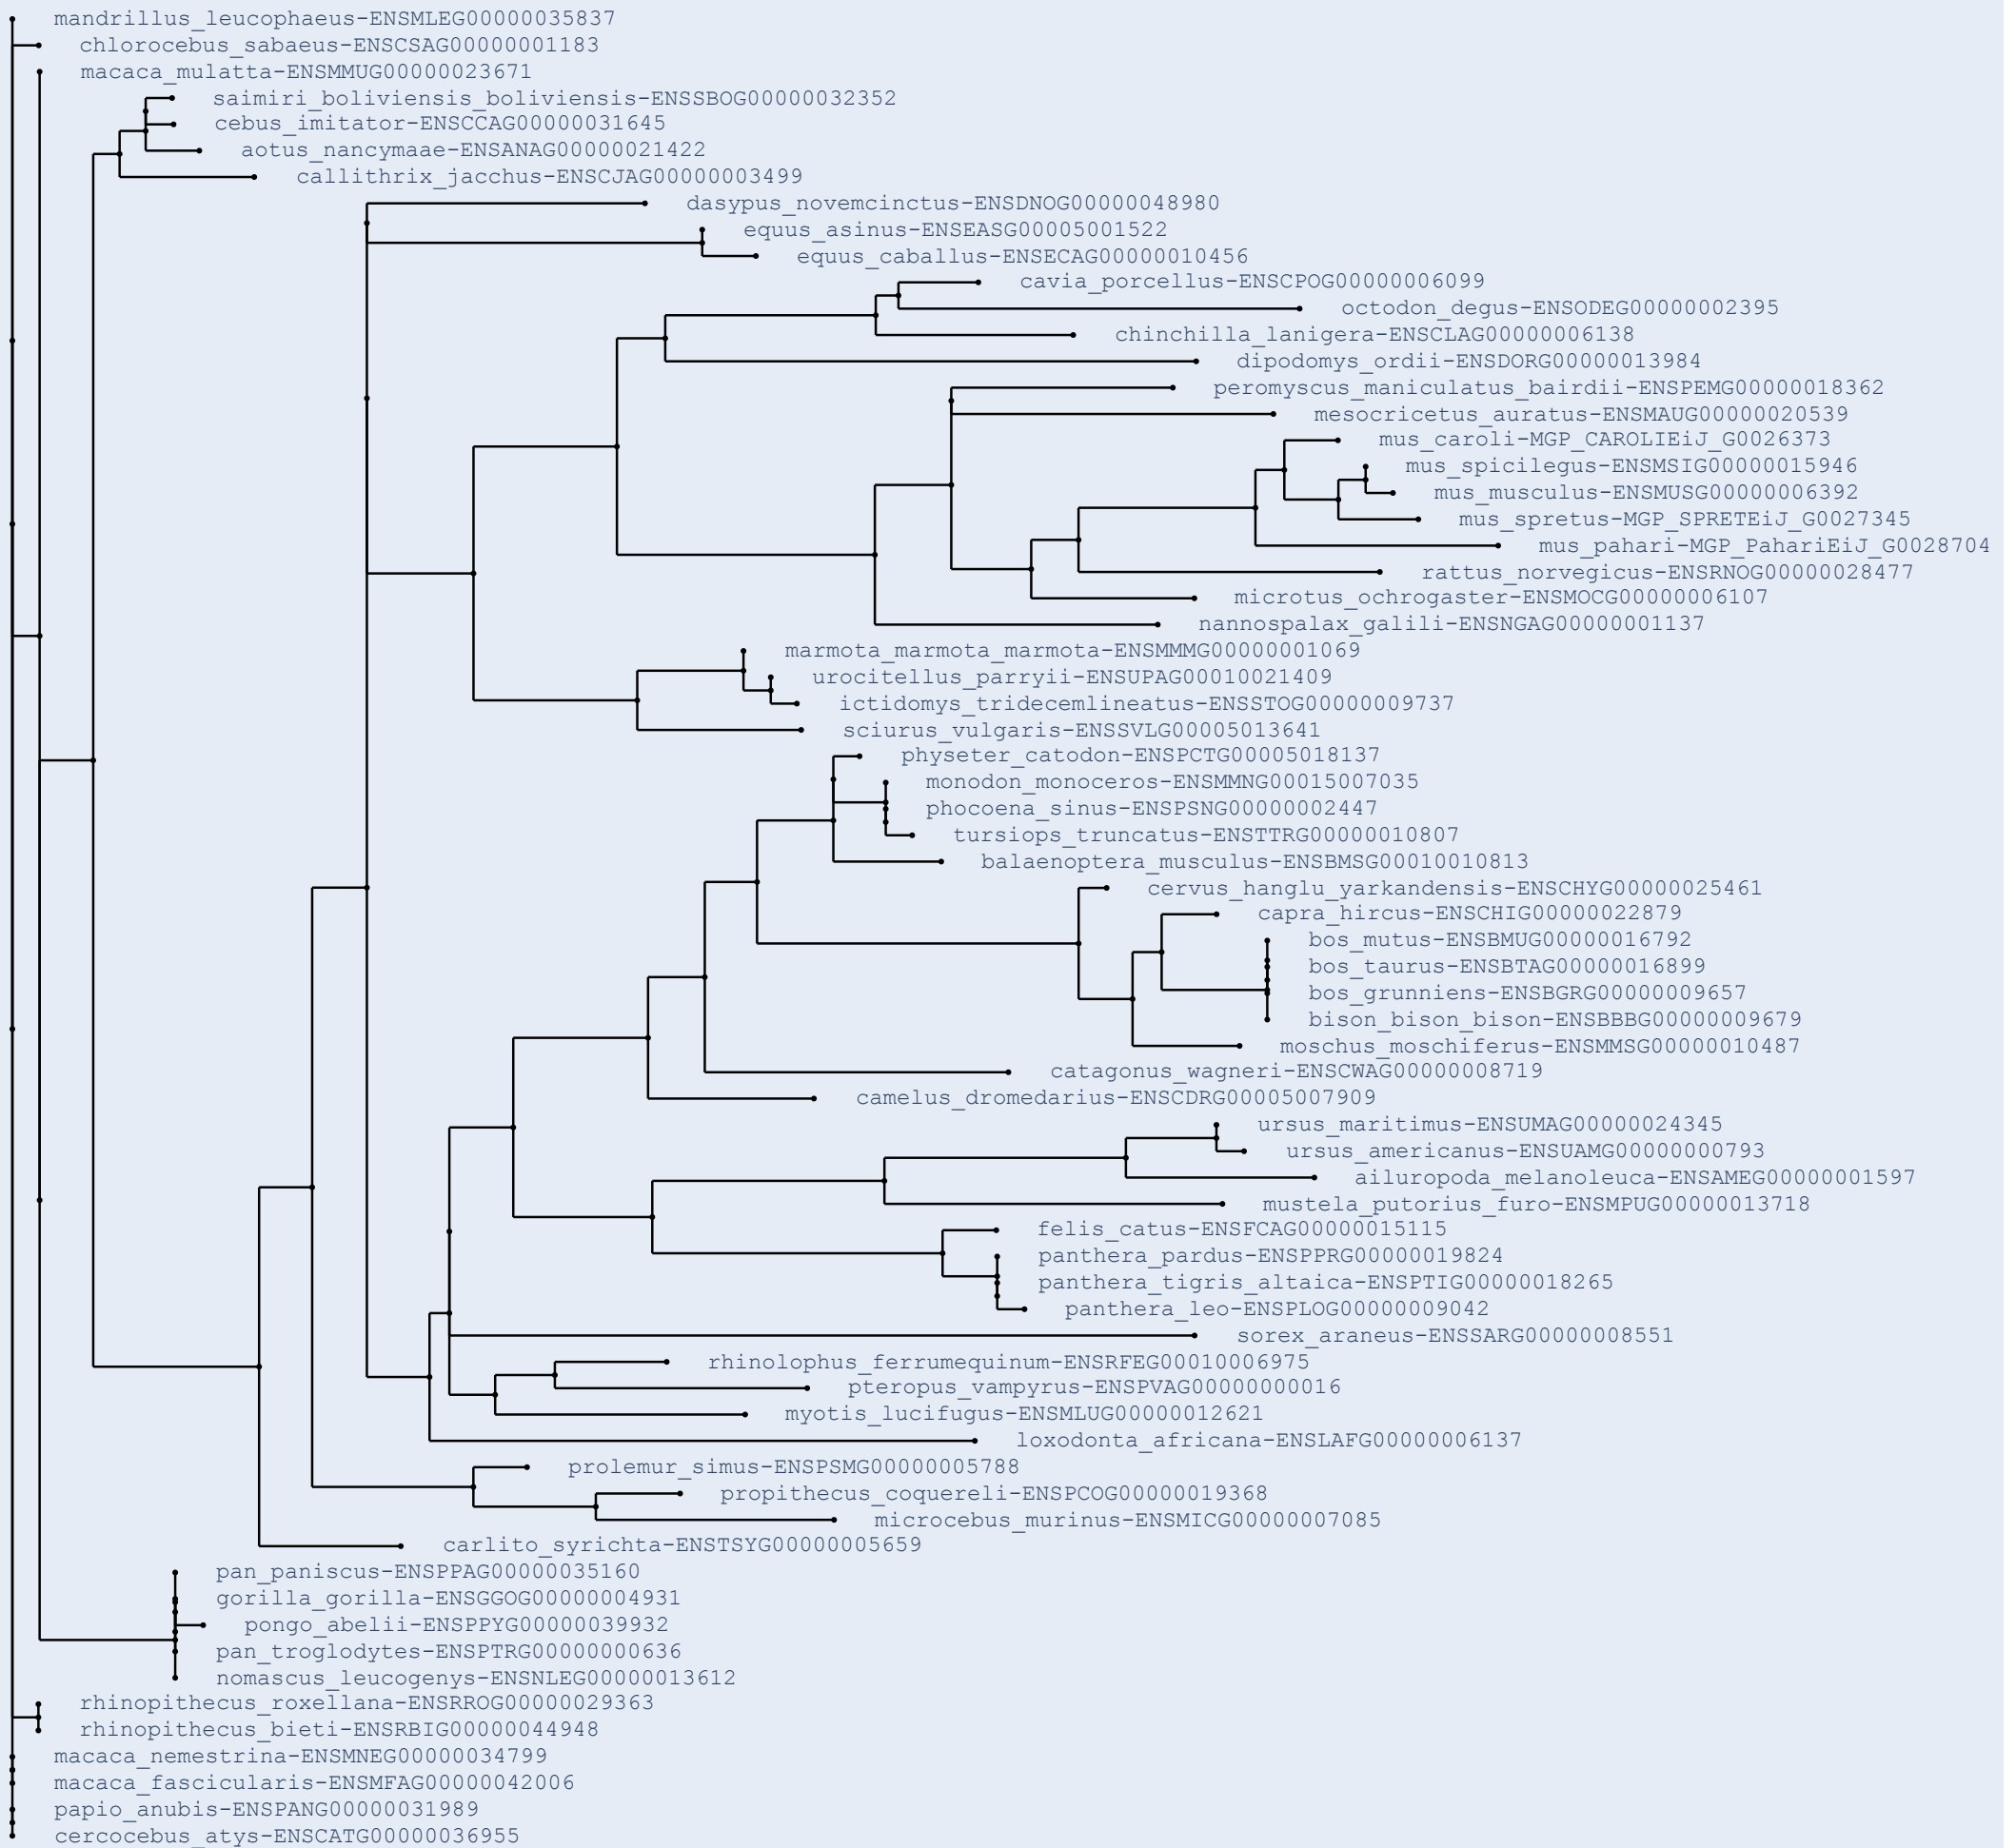 mandrillus_leucophaeus-ENSMLEG00000035837
chlorocebus_sabaeus-ENSCSAG00000001183
macaca_mulatta-ENSMMUG00000023671
saimiri_boliviensis_boliviensis-ENSSBOG00000032352
cebus_imitator-ENSCCAG00000031645
aotus_nancymaae-ENSANAG00000021422
callithrix_jacchus-ENSCJAG00000003499
dasypus_novemcinctus-ENSDNOG00000048980
equus_asinus-ENSEASG00005001522
equus_caballus-ENSECAG00000010456
cavia_porcellus-ENSCPOG00000006099
octodon_degus-ENSODEG00000002395
chinchilla_lanigera-ENSCLAG00000006138
dipodomys_ordii-ENSDORG00000013984
peromyscus_maniculatus_bairdii-ENSPEMG00000018362
mesocricetus_auratus-ENSMAUG00000020539
mus_caroli-MGP_CAROLIEiJ_G0026373
mus_spicilegus-ENSMSIG00000015946
mus_musculus-ENSMUSG00000006392
mus_spretus-MGP_SPRETEiJ_G0027345
mus_pahari-MGP_PahariEiJ_G0028704
rattus_norvegicus-ENSRNOG00000028477
microtus_ochrogaster-ENSMOCG00000006107
nannospalax_galili-ENSNGAG00000001137
marmota_marmota_marmota-ENSMMMG00000001069
urocitellus_parryii-ENSUPAG00010021409
ictidomys_tridecemlineatus-ENSSTOG00000009737
sciurus_vulgaris-ENSSVLG00005013641
physeter_catodon-ENSPCTG00005018137
monodon_monoceros-ENSMMNG00015007035
phocoena_sinus-ENSPSNG00000002447
tursiops_truncatus-ENSTTRG00000010807
balaenoptera_musculus-ENSBMSG00010010813
cervus_hanglu_yarkandensis-ENSCHYG00000025461
capra_hircus-ENSCHIG00000022879
bos_mutus-ENSBMUG00000016792
bos_taurus-ENSBTAG00000016899
bos_grunniens-ENSBGRG00000009657
bison_bison_bison-ENSBBBG00000009679
moschus_moschiferus-ENSMMSG00000010487
catagonus_wagneri-ENSCWAG00000008719
camelus_dromedarius-ENSCDRG00005007909
ursus_maritimus-ENSUMAG00000024345
ursus_americanus-ENSUAMG00000000793
ailuropoda_melanoleuca-ENSAMEG00000001597
mustela_putorius_furo-ENSMPUG00000013718
felis_catus-ENSFCAG00000015115
panthera_pardus-ENSPPRG00000019824
panthera_tigris_altaica-ENSPTIG00000018265
panthera_leo-ENSPLOG00000009042
sorex_araneus-ENSSARG00000008551
rhinolophus_ferrumequinum-ENSRFEG00010006975
pteropus_vampyrus-ENSPVAG00000000016
myotis_lucifugus-ENSMLUG00000012621
loxodonta_africana-ENSLAFG00000006137
prolemur_simus-ENSPSMG00000005788
propithecus_coquereli-ENSPCOG00000019368
microcebus_murinus-ENSMICG00000007085
carlito_syrichta-ENSTSYG00000005659
pan_paniscus-ENSPPAG00000035160
gorilla_gorilla-ENSGGOG00000004931
pongo_abelii-ENSPPYG00000039932
pan_troglodytes-ENSPTRG00000000636
nomascus_leucogenys-ENSNLEG00000013612
rhinopithecus_roxellana-ENSRROG00000029363
rhinopithecus_bieti-ENSRBIG00000044948
macaca_nemestrina-ENSMNEG00000034799
macaca_fascicularis-ENSMFAG00000042006
papio_anubis-ENSPANG00000031989
cercocebus_atys-ENSCATG00000036955